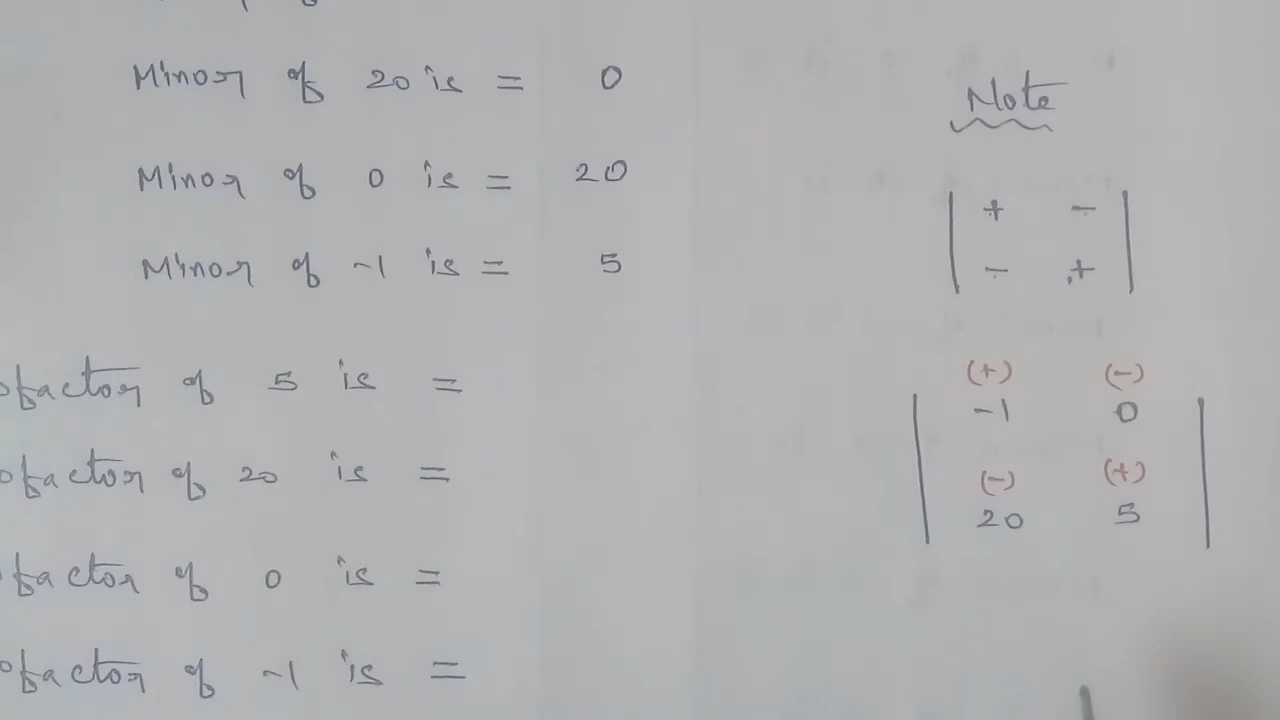 Minor of 20 is = 0
Minor of 0 is = 20
Minor of -1 is = 5
ofactor of 5 is =
ofactor of 20 is =
factor of 0 is =
ofactor of -1 is =
Note
+ -
- +
(+) (-)
-1 0
(-) (+)
20 5